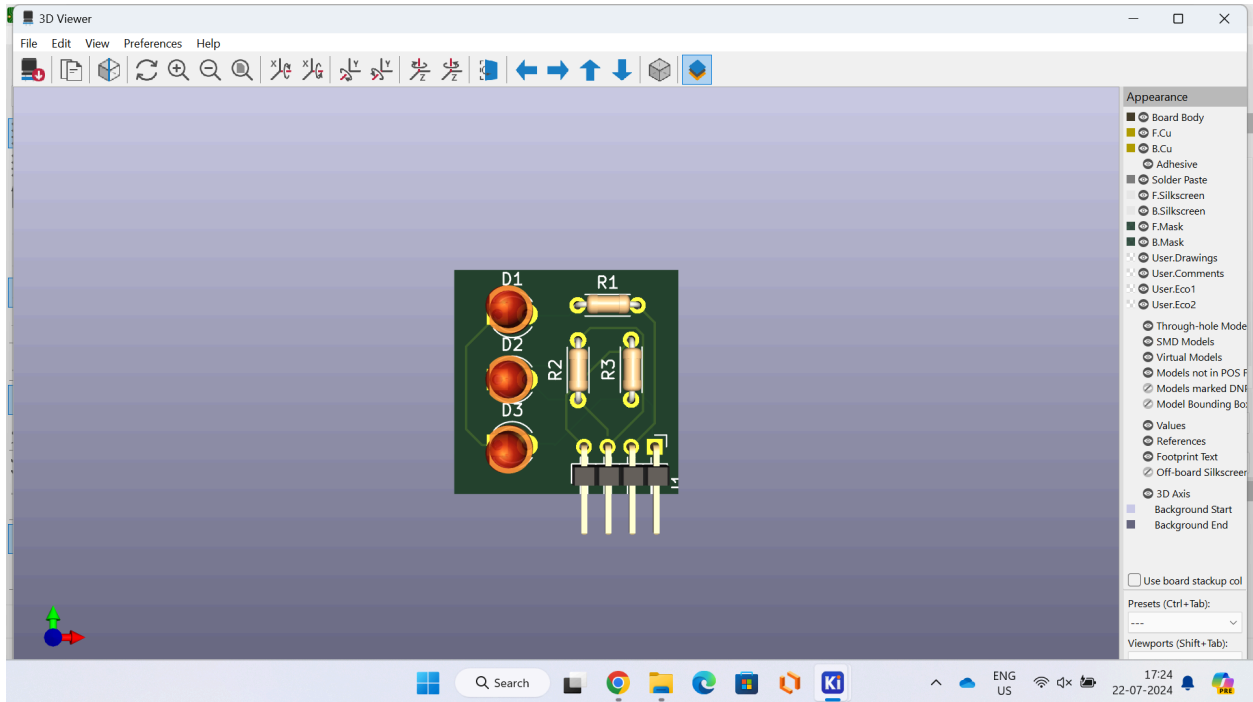 3D Viewer
File Edit View Preferences Help
Appearance
Board Body
F.Cu
B.Cu
Adhesive
Solder Paste
F.Silkscreen
B.Silkscreen
F.Mask
B.Mask
User.Drawings
User.Comments
User.Eco1
User.Eco2
Through-hole Mode
SMD Models
Virtual Models
Models not in POS F
Models marked DNF
Model Bounding Bo
Values
References
Footprint Text
Off-board Silkscreen
3D Axis
Background Start
Background End
Use board stackup col
Presets (Ctrl+Tab):
---
Viewports (Shift+Tab):
D1
R1
D2
R2
R3
D3
Search
Ki
ENG
US
17:24
22-07-2024
PRE